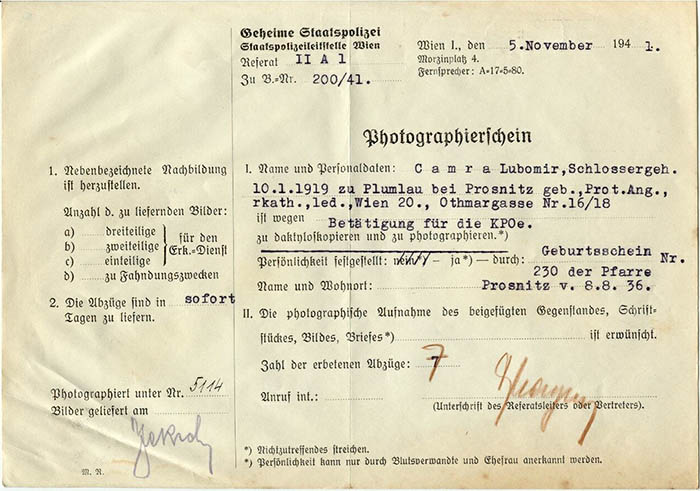 Geheime Staatspolizei
Staatspolizeileitstelle Wien
Referat II A 1
Zu B.=Nr. 200/41.
Wien I., den 5.November 194 1.
Morzinplatz 4.
Fernsprecher: A=17=5=80.
Photographierschein
1. Nebenbezeichnete Nachbildung
ist herzustellen.
Anzahl d. zu liefernden Bilder:
a) dreiteilige
b) zweiteilige
c) einteilige
für den
Erk.=Dienst
d) zu Fahndungszwecken
2. Die Abzüge sind in sofort
Tagen zu liefern.
Photographiert unter Nr. 5114
Bilder geliefert am
M. R.
I. Name und Personaldaten: C a m r a Lubomir,Schlossergeh.
10.1.1919 zu Plumlau bei Prosnitz geb.,Prot.Ang.,
rkath.,led.,Wien 20., Othmargasse Nr.16/18
ist wegen Betätigung für die KPOe.
zu daktyloskopieren und zu photographieren.*)
Persönlichkeit festgestellt: nein – ja*) — durch: Geburtsschein Nr.
230 der Pfarre
Name und Wohnort: Prosnitz v. 8.8. 36.
II. Die photographische Aufnahme des beigefügten Gegenstandes, Schrift=
stückes, Bildes, Briefes*) ist erwünscht.
Zahl der erbetenen Abzüge: 7 7
Anruf int.:
(Unterschrift des Referatsleiters oder Vertreters).
*) Nichtzutreffendes streichen.
*) Persönlichkeit kann nur durch Blutsverwandte und Ehefrau anerkannt werden.